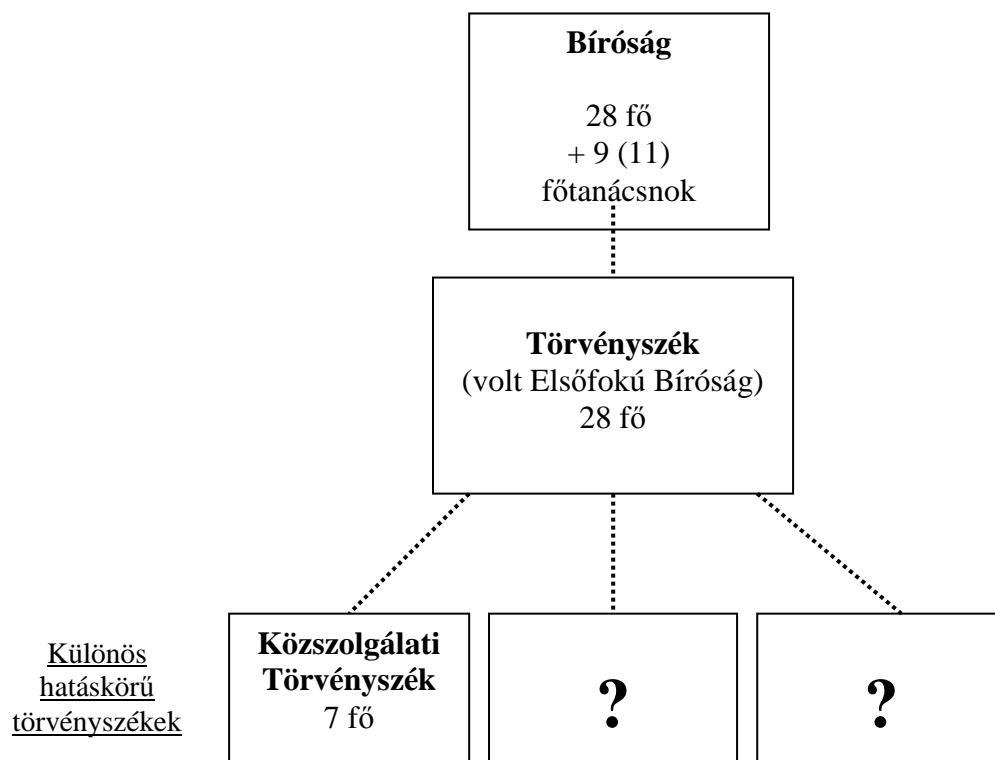 Bíróság
28 fő
+ 9 (11)
főtanácsnok
Törvényszék
(volt Elsőfokú Bíróság)
28 fő
Különös
hatáskörű
törvényszékek
Közszolgálati
Törvényszék
7 fő
?
?